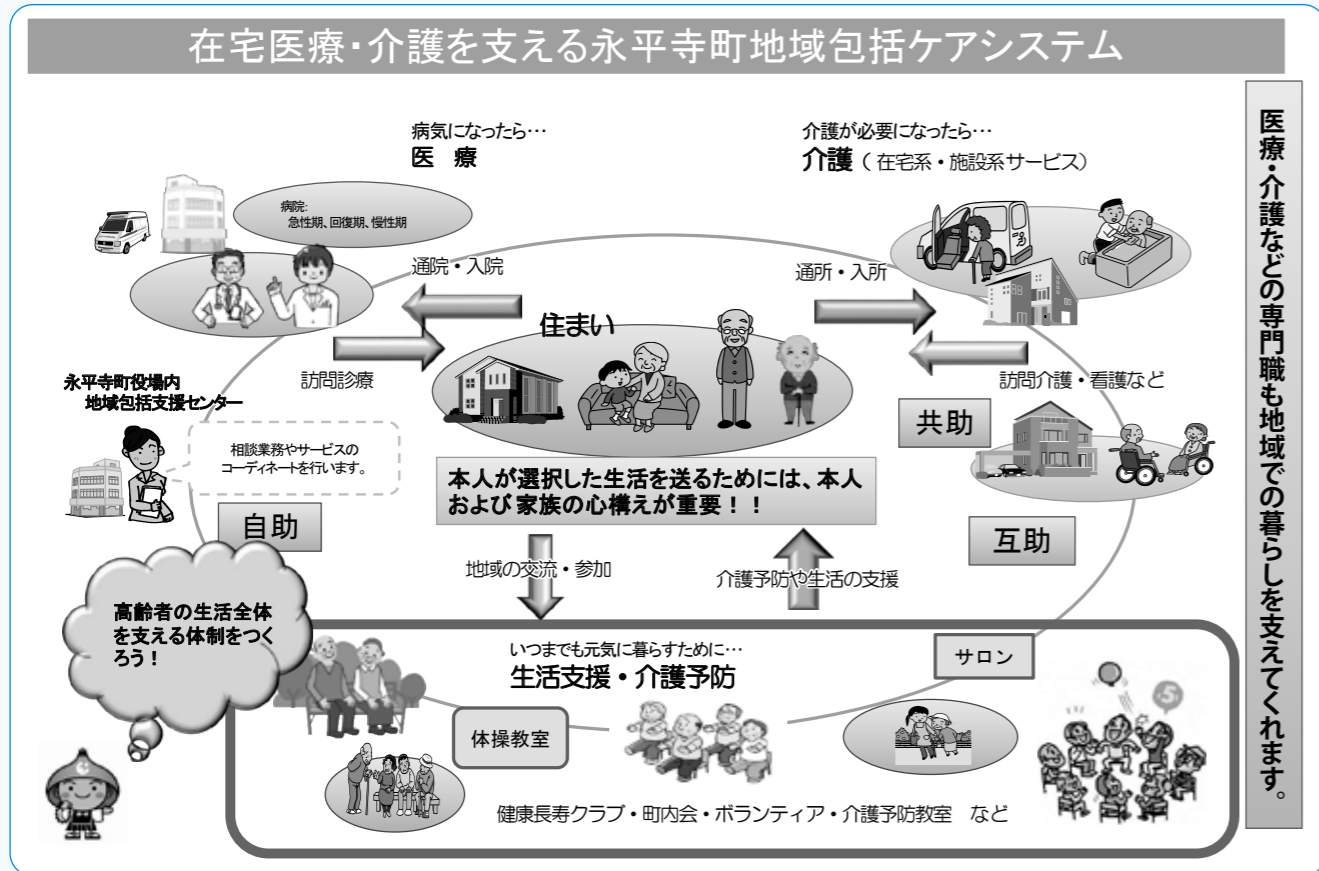 在宅医療・介護を支える永平寺町地域包括ケアシステム
病気になったら…
医 療
介護が必要になったら…
介護（在宅系・施設系サービス）
病院:
急性期、回復期、慢性期
通院・入院
通所・入所
住まい
訪問診療
訪問介護・看護など
永平寺町役場内
地域包括支援センター
相談業務やサービスの
コーディネートを行います。
共助
本人が選択した生活を送るためには、本人
および家族の心構えが重要！！
自助
互助
地域の交流・参加
介護予防や生活の支援
高齢者の生活全体
を支える体制をつく
ろう！
いつまでも元気に暮らすために…
生活支援・介護予防
サロン
体操教室
5
健康長寿クラブ・町内会・ボランティア・介護予防教室 など
医療・介護などの専門職も地域での暮らしを支えてくれます。